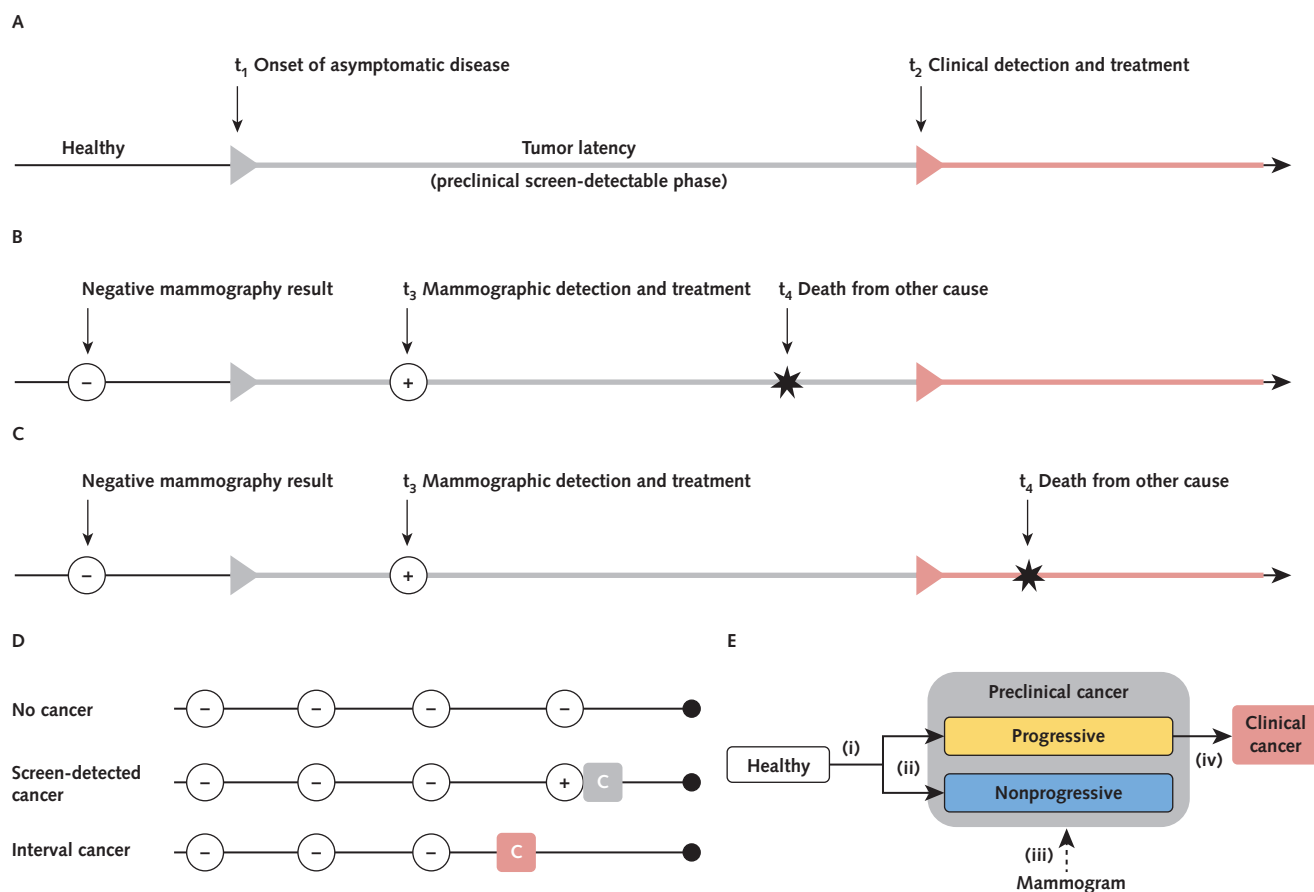 A
t1 Onset of asymptomatic disease
t2 Clinical detection and treatment
Healthy
Tumor latency
(preclinical screen-detectable phase)
B
Negative mammography result
t3 Mammographic detection and treatment
t4 Death from other cause
−
+
C
Negative mammography result
t3 Mammographic detection and treatment
t4 Death from other cause
−
+
D
No cancer
− − − −
Screen-detected
cancer
− − − + C
Interval cancer
− − − C
E
Preclinical cancer
Healthy
(i)
(ii)
Progressive
Nonprogressive
(iv)
Clinical
cancer
(iii)
Mammogram